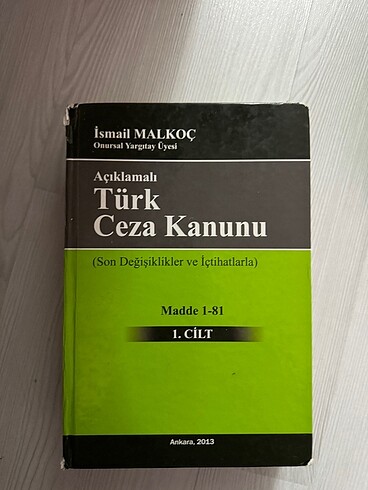 İsmail MALKOÇ
Onursal Yargıtay Üyesi
Açıklamalı
Türk
Ceza Kanunu
(Son Değişiklikler ve İçtihatlarla)
Madde 1-81
1. CİLT
Ankara, 2013